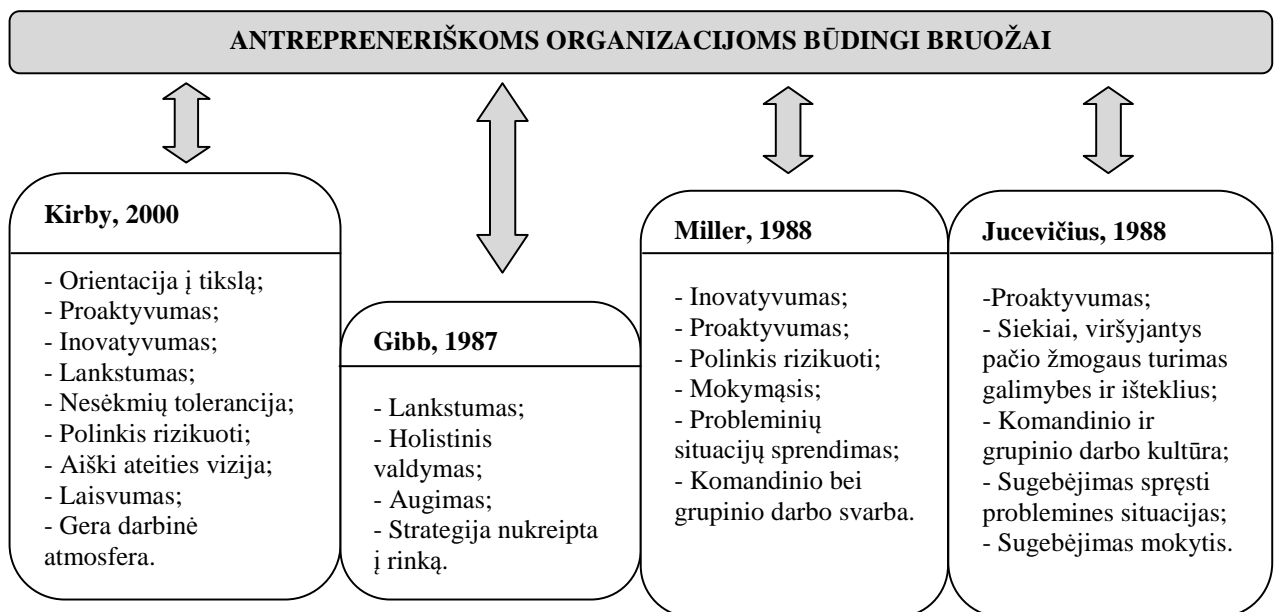 ANTREPRENERIŠKOMS ORGANIZACIJOMS BŪDINGI BRUOŽAI
Kirby, 2000
- Orientacija į tikslą;
- Proaktyvumas;
- Inovatyvumas;
- Lankstumas;
- Nesėkmių tolerancija;
- Polinkis rizikuoti;
- Aiški ateities vizija;
- Laisvumas;
- Gera darbinė
atmosfera.
Gibb, 1987
- Lankstumas;
- Holistinis
valdymas;
- Augimas;
- Strategija nukreipta
į rinką.
Miller, 1988
- Inovatyvumas;
- Proaktyvumas;
- Polinkis rizikuoti;
- Mokymąsis;
- Probleminių
situacijų sprendimas;
- Komandinio bei
grupinio darbo svarba.
Jucevičius, 1988
-Proaktyvumas;
- Siekiai, viršyjantys
pačio žmogaus turimas
galimybes ir išteklius;
- Komandinio ir
grupinio darbo kultūra;
- Sugebėjimas spręsti
problemines situacijas;
- Sugebėjimas mokytis.